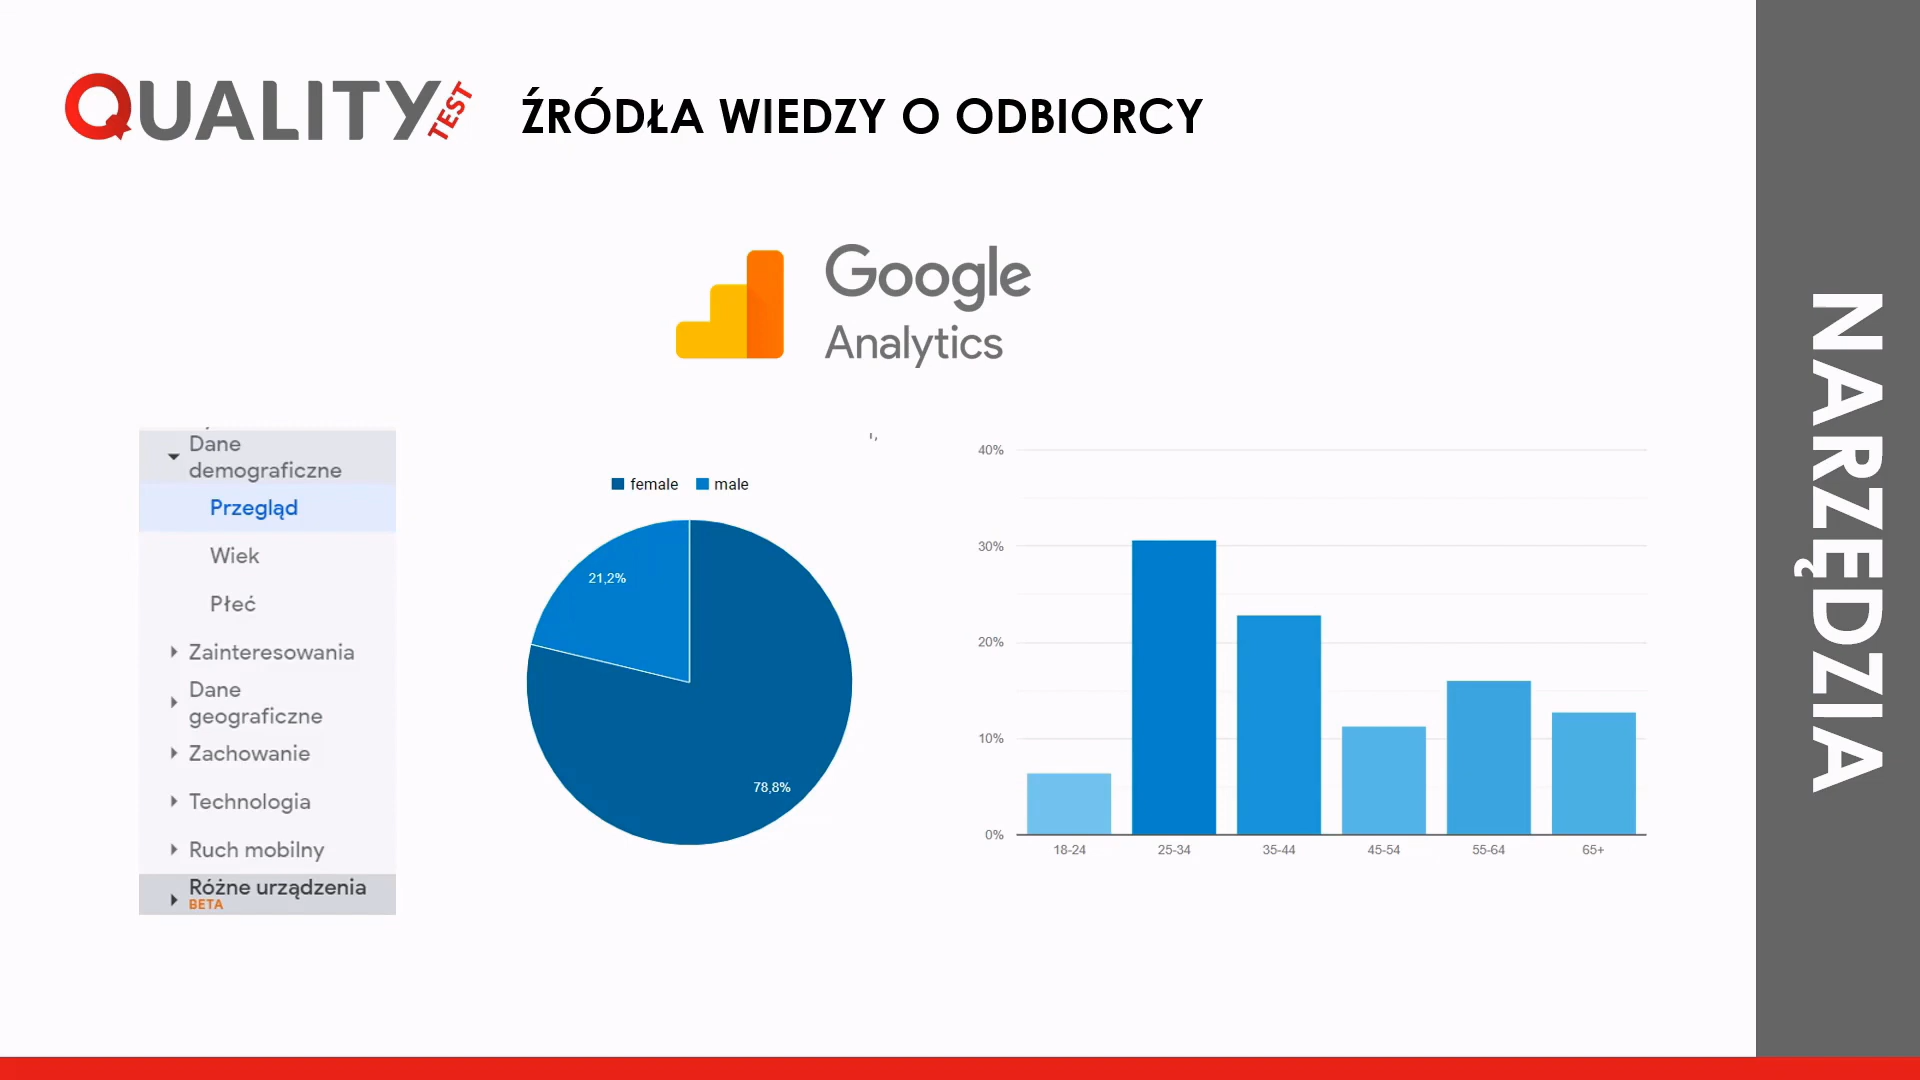 QUALITY TEST
ŹRÓDŁA WIEDZY O ODBIORCY
Google
Analytics
Dane
demograficzne
Przegląd
Wiek
Płeć
Zainteresowania
Dane
geograficzne
Zachowanie
Technologia
Ruch mobilny
Różne urządzenia
BETA
female male
21,2%
78,8%
40%
30%
20%
10%
0%
18-24 25-34 35-44 45-54 55-64 65+
NARZĘDZIA